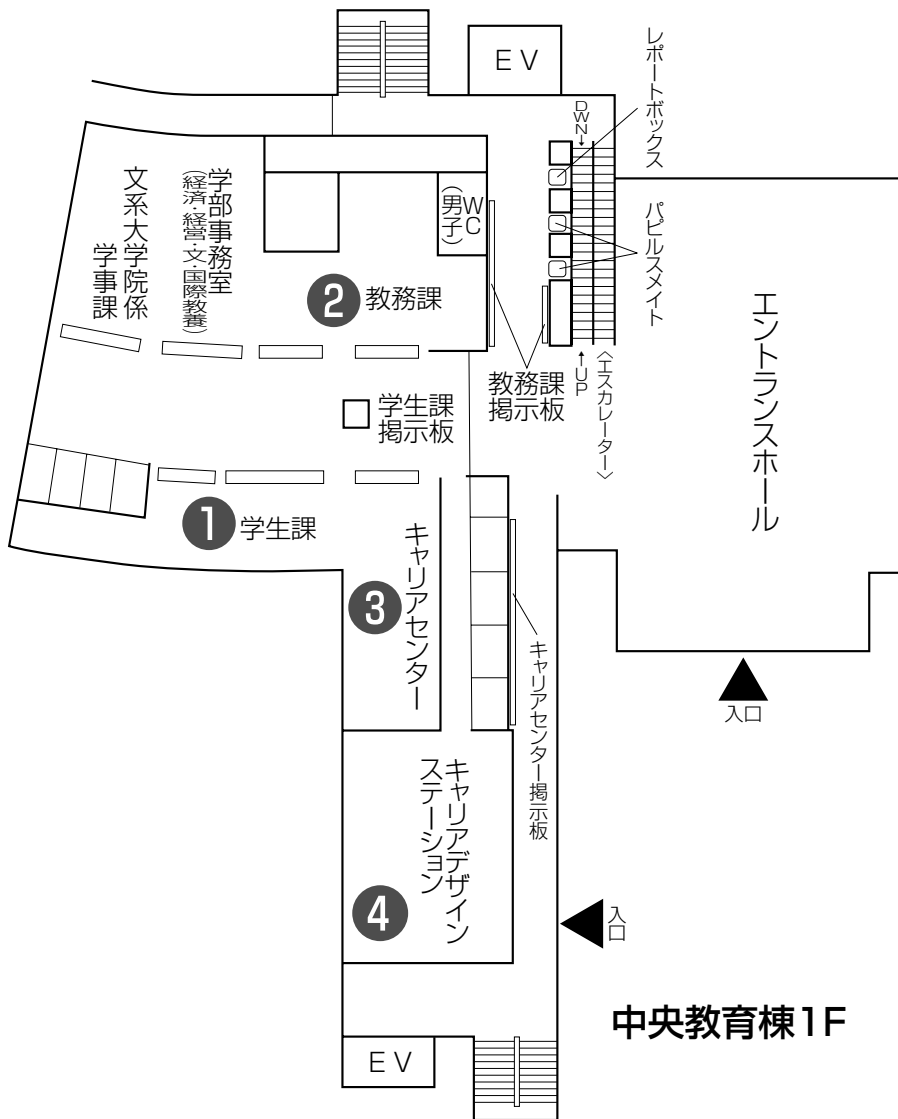 EV
レポートボックス
DWN→
パピルスメイト
WC
(男子)
学部事務室
(経済・経営・文・国際教養)
文系大学院係
学事課
❷ 教務課
エントランスホール
教務課
掲示板
←UP
〈エスカレーター〉
学生課
掲示板
❶ 学生課
キャリアセンター
❸
キャリアセンター掲示板
入口
キャリアデザイン
ステーション
❹
入口
中央教育棟1F
EV